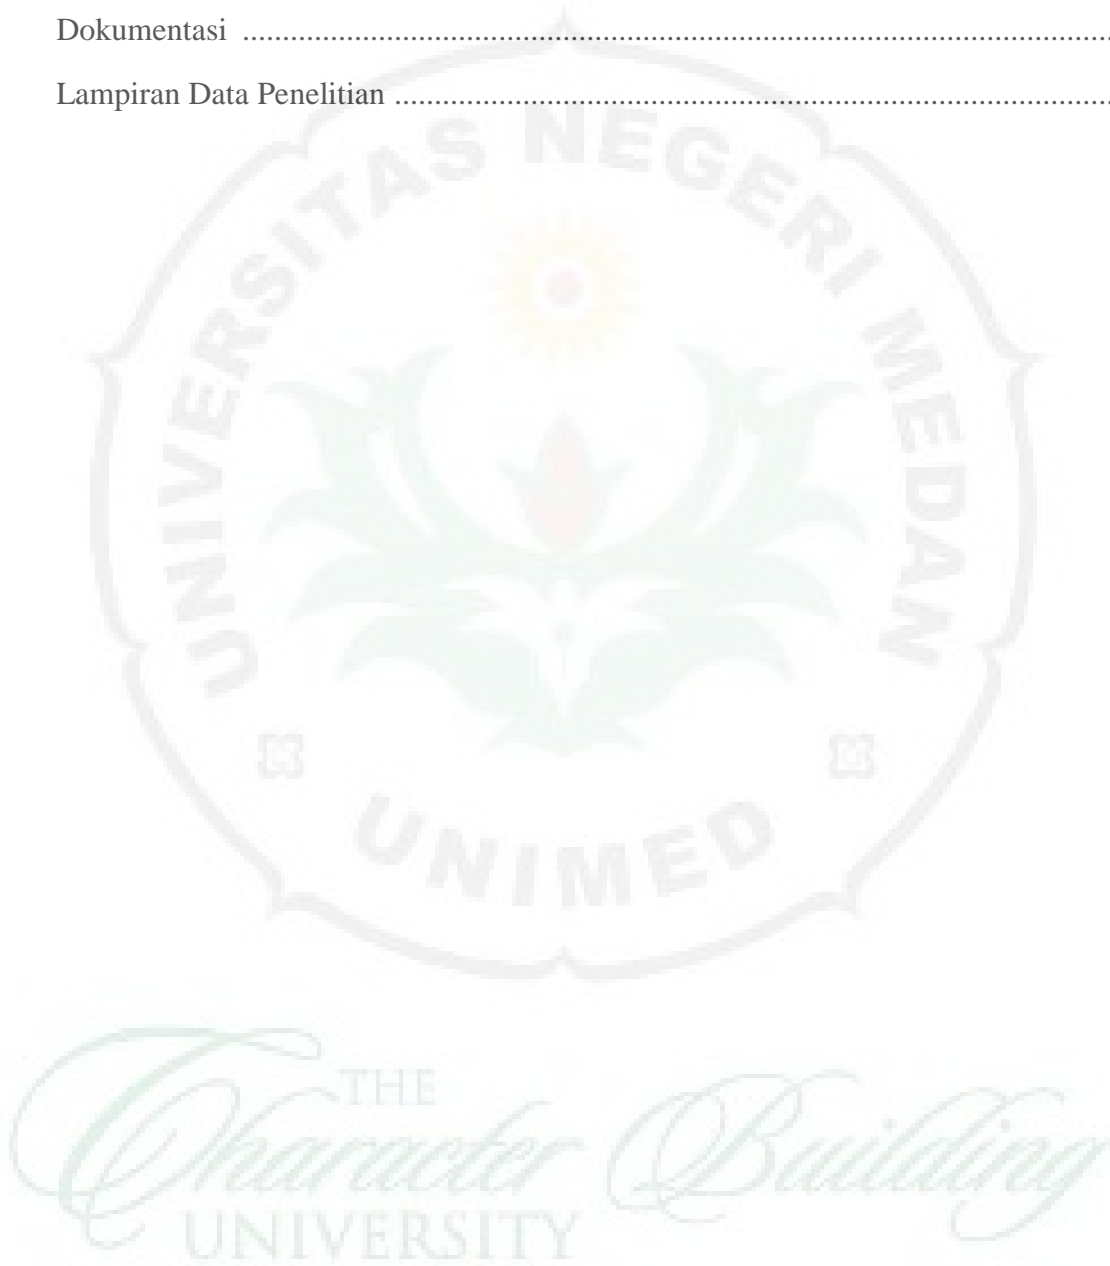 Dokumentasi ........................................................................................................
Lampiran Data Penelitian ....................................................................................
UNIVERSITAS NEGERI MEDAN
UNIMED
THE
Character Building
UNIVERSITY